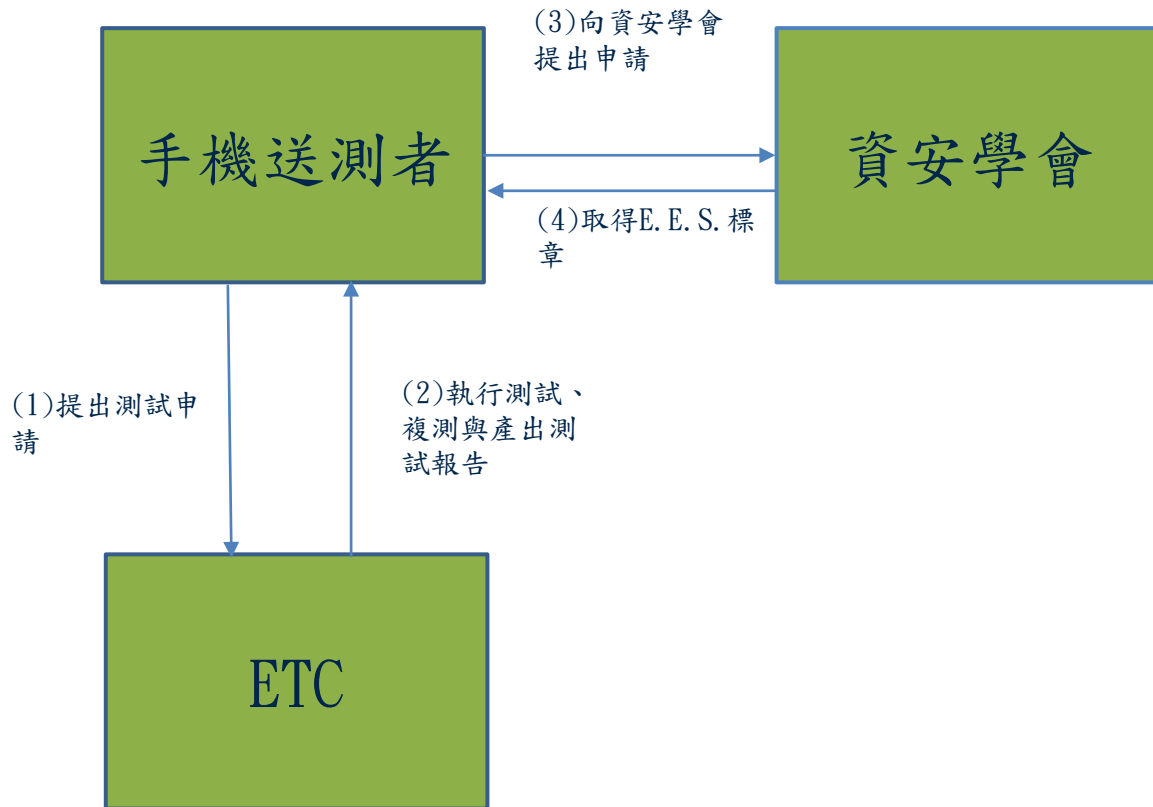 (3)向資安學會
提出申請
手機送測者
資安學會
(4)取得E.E.S.標
章
(1)提出測試申
請
(2)執行測試、
複測與產出測
試報告
ETC